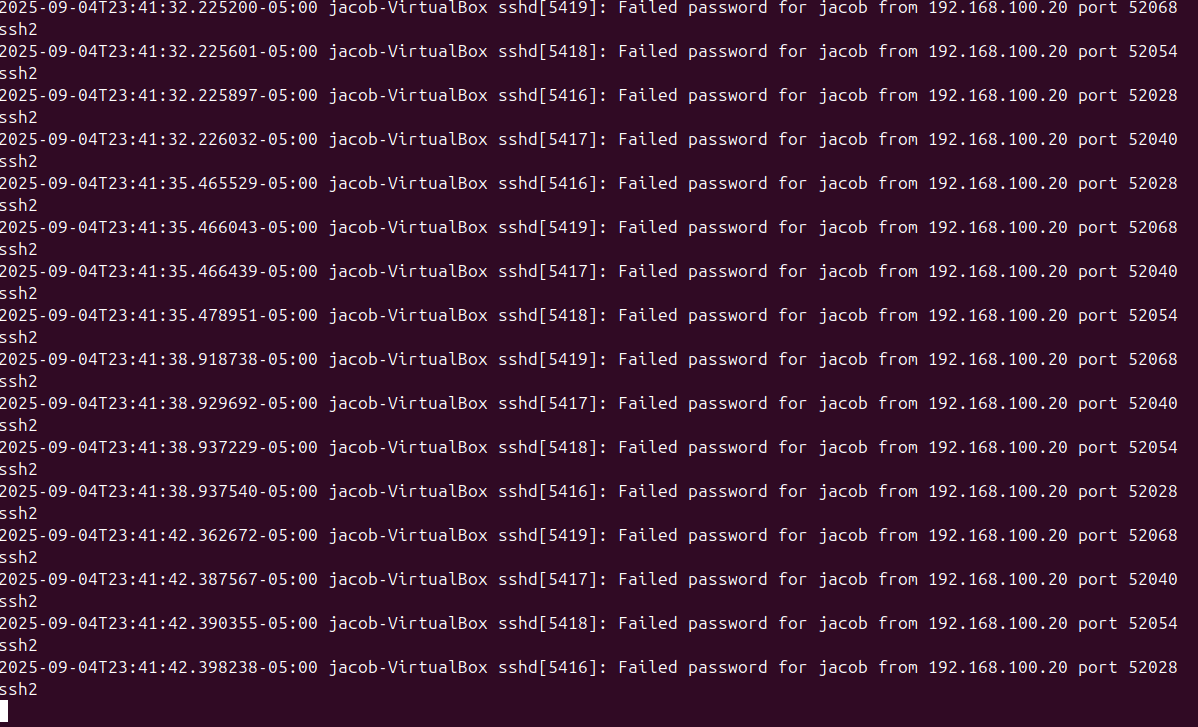 2025-09-04T23:41:32.225200-05:00 jacob-VirtualBox sshd[5419]: Failed password for jacob from 192.168.100.20 port 52068
ssh2
2025-09-04T23:41:32.225601-05:00 jacob-VirtualBox sshd[5418]: Failed password for jacob from 192.168.100.20 port 52054
ssh2
2025-09-04T23:41:32.225897-05:00 jacob-VirtualBox sshd[5416]: Failed password for jacob from 192.168.100.20 port 52028
ssh2
2025-09-04T23:41:32.226032-05:00 jacob-VirtualBox sshd[5417]: Failed password for jacob from 192.168.100.20 port 52040
ssh2
2025-09-04T23:41:35.465529-05:00 jacob-VirtualBox sshd[5416]: Failed password for jacob from 192.168.100.20 port 52028
ssh2
2025-09-04T23:41:35.466043-05:00 jacob-VirtualBox sshd[5419]: Failed password for jacob from 192.168.100.20 port 52068
ssh2
2025-09-04T23:41:35.466439-05:00 jacob-VirtualBox sshd[5417]: Failed password for jacob from 192.168.100.20 port 52040
ssh2
2025-09-04T23:41:35.478951-05:00 jacob-VirtualBox sshd[5418]: Failed password for jacob from 192.168.100.20 port 52054
ssh2
2025-09-04T23:41:38.918738-05:00 jacob-VirtualBox sshd[5419]: Failed password for jacob from 192.168.100.20 port 52068
ssh2
2025-09-04T23:41:38.929692-05:00 jacob-VirtualBox sshd[5417]: Failed password for jacob from 192.168.100.20 port 52040
ssh2
2025-09-04T23:41:38.937229-05:00 jacob-VirtualBox sshd[5418]: Failed password for jacob from 192.168.100.20 port 52054
ssh2
2025-09-04T23:41:38.937540-05:00 jacob-VirtualBox sshd[5416]: Failed password for jacob from 192.168.100.20 port 52028
ssh2
2025-09-04T23:41:42.362672-05:00 jacob-VirtualBox sshd[5419]: Failed password for jacob from 192.168.100.20 port 52068
ssh2
2025-09-04T23:41:42.387567-05:00 jacob-VirtualBox sshd[5417]: Failed password for jacob from 192.168.100.20 port 52040
ssh2
2025-09-04T23:41:42.390355-05:00 jacob-VirtualBox sshd[5418]: Failed password for jacob from 192.168.100.20 port 52054
ssh2
2025-09-04T23:41:42.398238-05:00 jacob-VirtualBox sshd[5416]: Failed password for jacob from 192.168.100.20 port 52028
ssh2